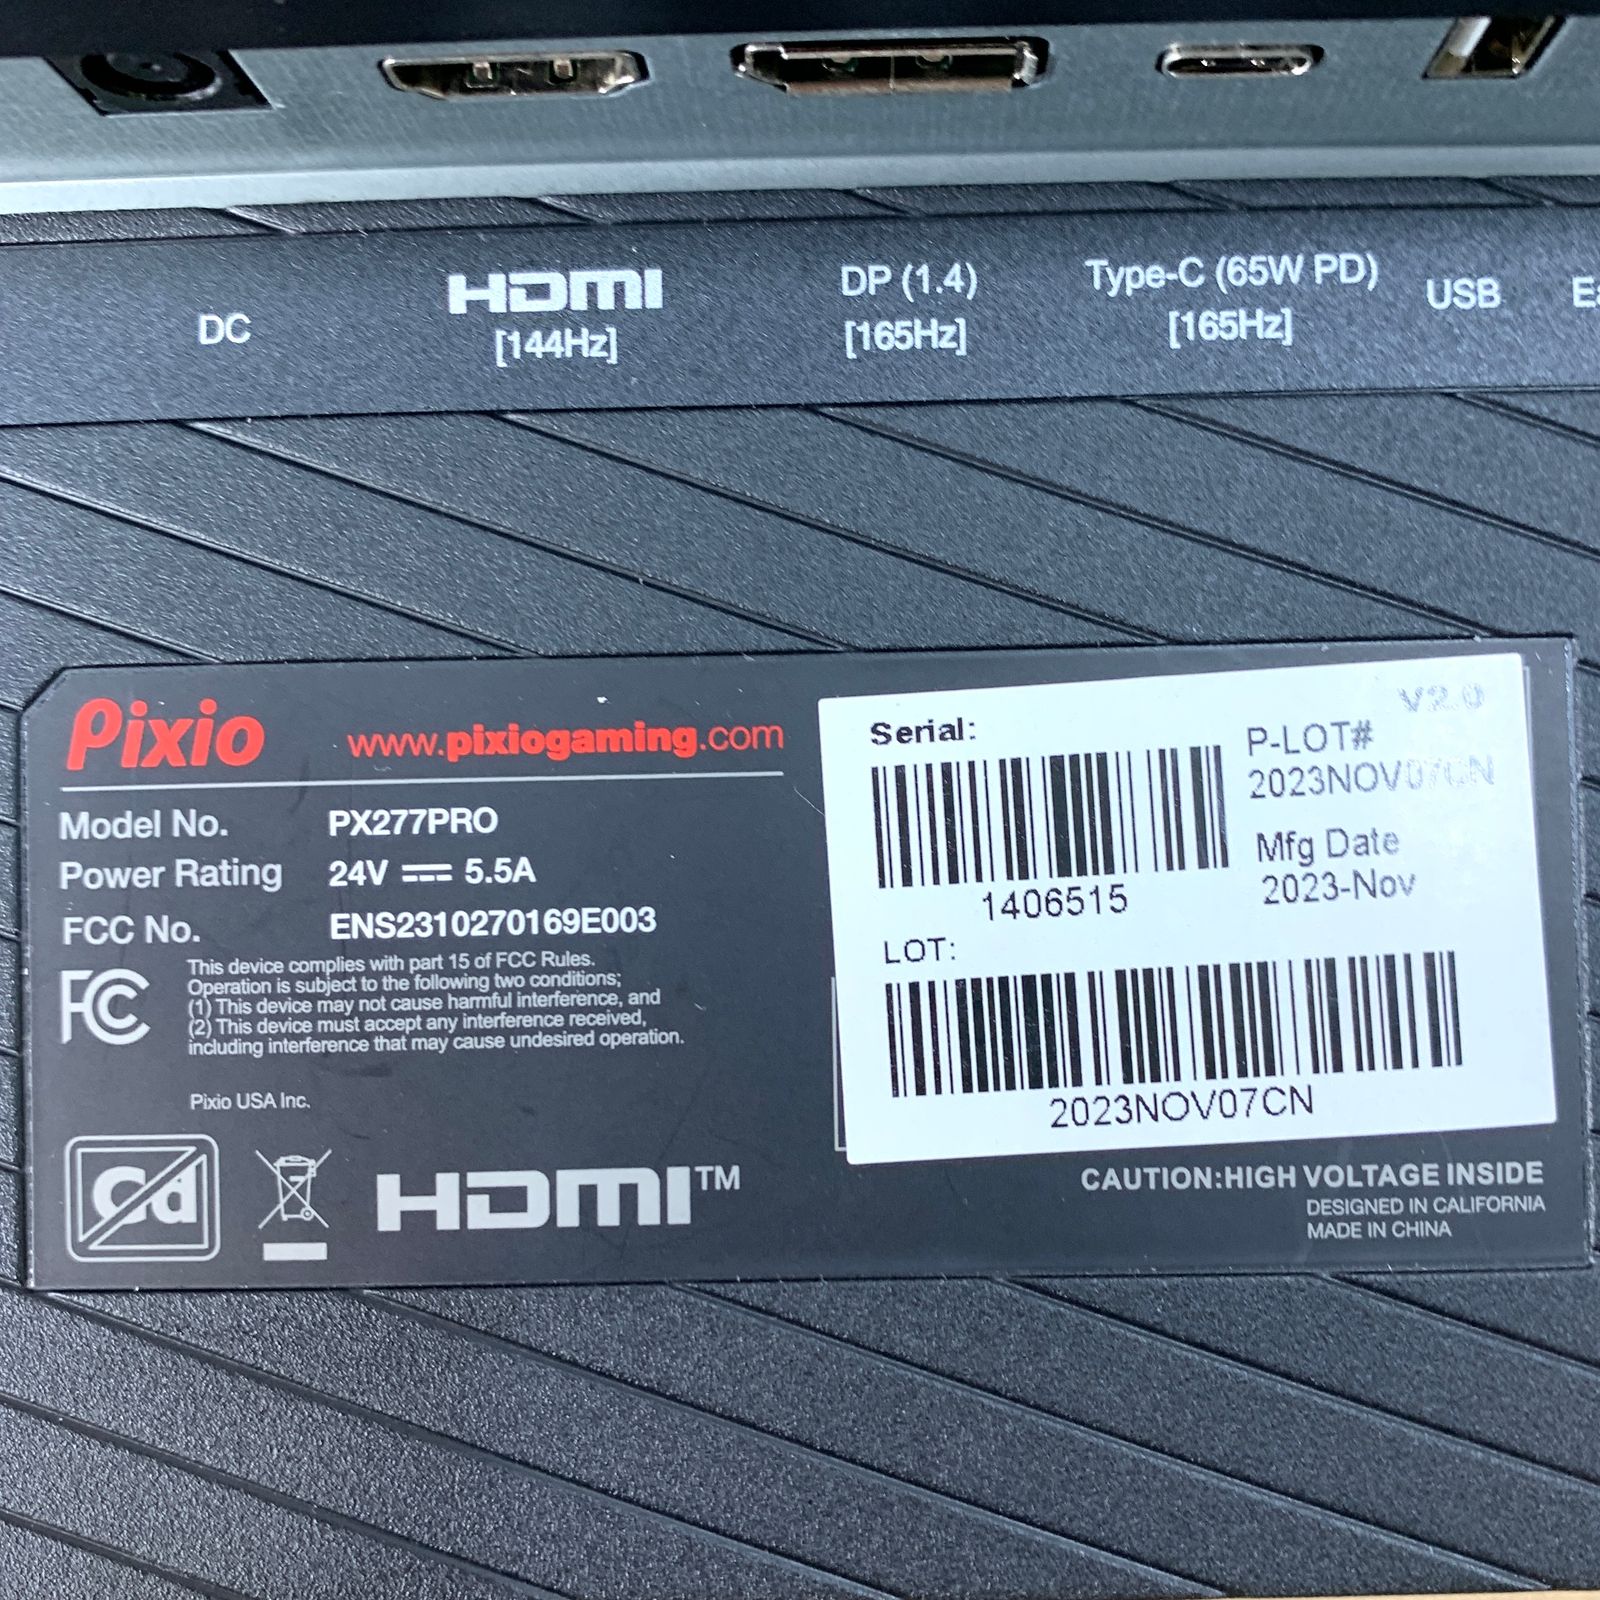 DC
HDMI
[144Hz]
DP (1.4)
[165Hz]
Type-C (65W PD)
[165Hz]
USB
Pixio
www.pixiogaming.com
Model No. PX277PRO
Power Rating 24V ⎓ 5.5A
FCC No. ENS2310270169E003
FC
This device complies with part 15 of FCC Rules.
Operation is subject to the following two conditions;
(1) This device may not cause harmful interference, and
(2) This device must accept any interference received,
including interference that may cause undesired operation.
Pixio USA Inc.
Cd
HDMI™
V2.0
Serial:
1406515
P-LOT#
2023NOV07CN
Mfg Date
2023-Nov
LOT:
2023NOV07CN
CAUTION:HIGH VOLTAGE INSIDE
DESIGNED IN CALIFORNIA
MADE IN CHINA